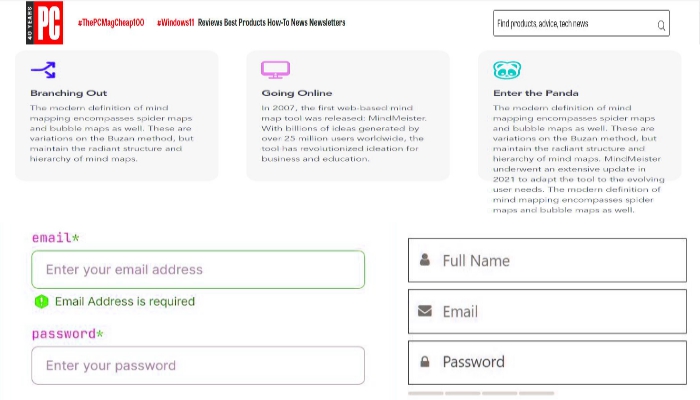 40 YEARS
PC
#ThePCMagCheap100 #Windows11 Reviews Best Products How-To News Newsletters
Find products, advice, tech news
Branching Out
The modern definition of mind
mapping encompasses spider maps
and bubble maps as well. These are
variations on the Buzan method, but
maintain the radiant structure and
hierarchy of mind maps.
Going Online
In 2007, the first web-based mind
map tool was released: MindMeister.
With billions of ideas generated by
over 25 million users worldwide, the
tool has revolutionized ideation for
business and education.
Enter the Panda
The modern definition of mind
mapping encompasses spider maps
and bubble maps as well. These are
variations on the Buzan method, but
maintain the radiant structure and
hierarchy of mind maps. MindMeister
underwent an extensive update in
2021 to adapt the tool to the evolving
user needs. The modern definition of
mind mapping encompasses spider
maps and bubble maps as well.
email*
Enter your email address
Email Address is required
password*
Enter your password
Full Name
Email
Password